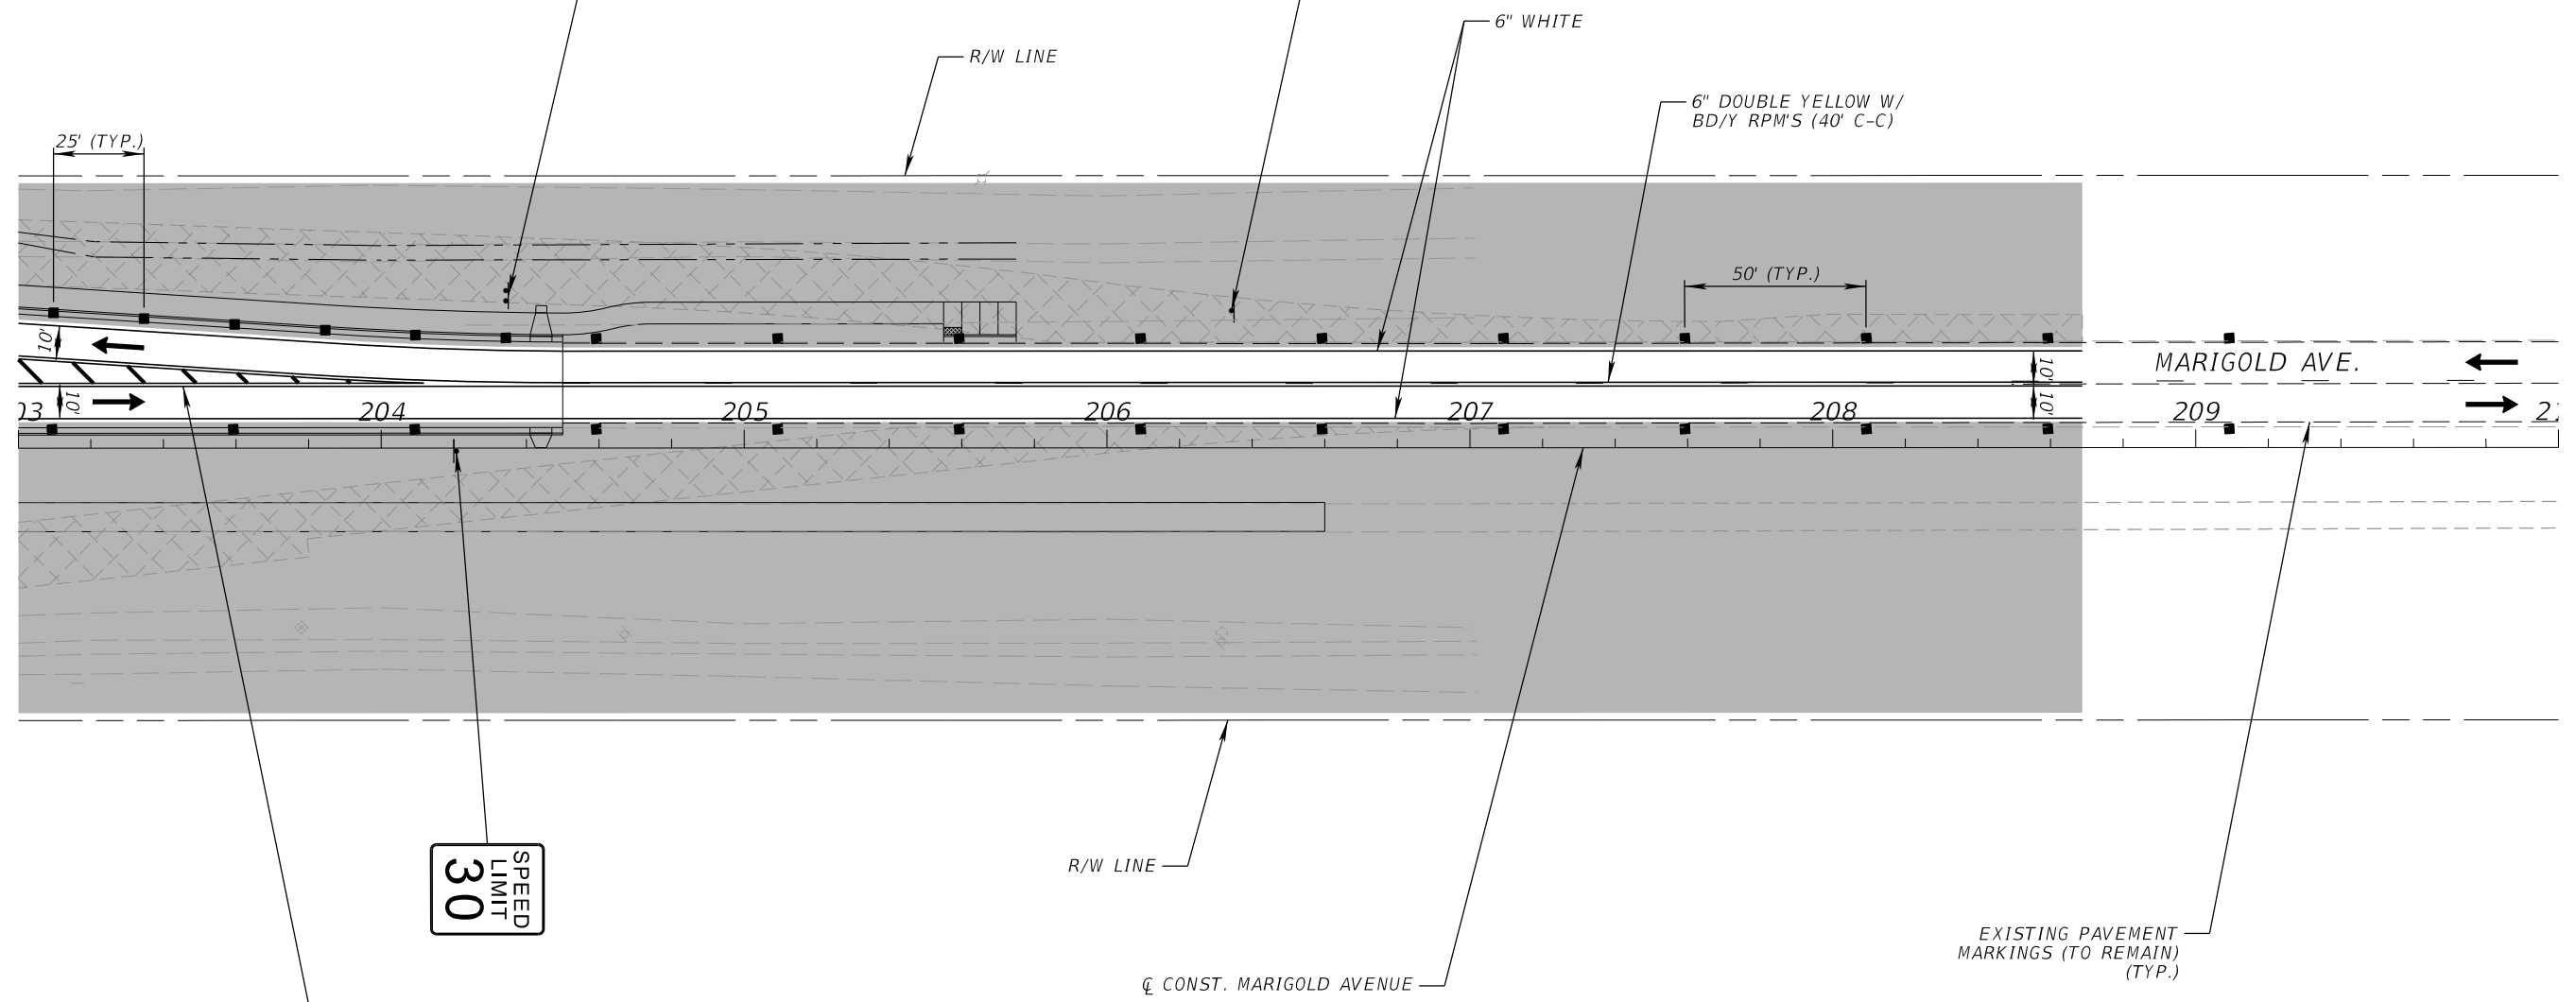 6" WHITE
R/W LINE
6" DOUBLE YELLOW W/
BD/Y RPM'S (40' C-C)
25' (TYP.)
50' (TYP.)
10'
10'
10'
10'
MARIGOLD AVE.
03
204
205
206
207
208
209
21
SPEED
LIMIT
30
R/W LINE
EXISTING PAVEMENT
MARKINGS (TO REMAIN)
(TYP.)
℄ CONST. MARIGOLD AVENUE